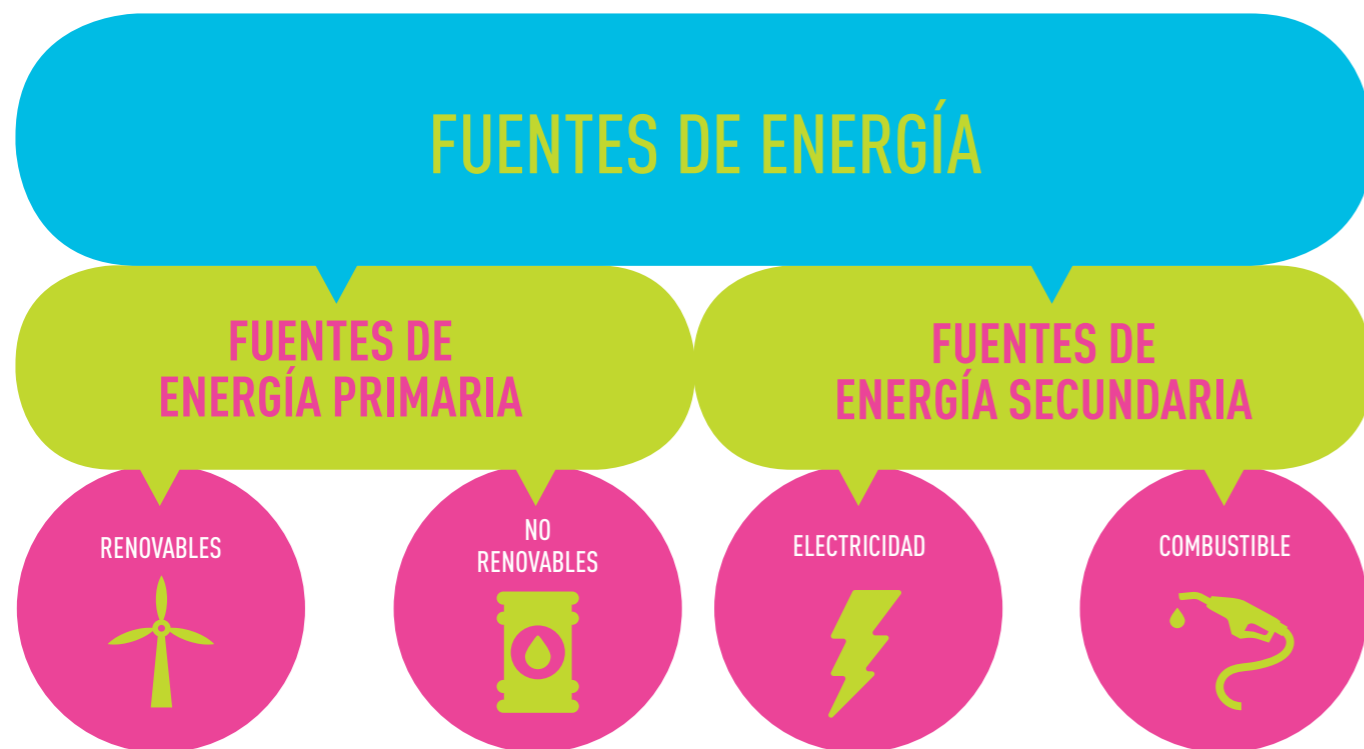 FUENTES DE ENERGÍA
FUENTES DE
ENERGÍA PRIMARIA
FUENTES DE
ENERGÍA SECUNDARIA
RENOVABLES
NO
RENOVABLES
ELECTRICIDAD
COMBUSTIBLE